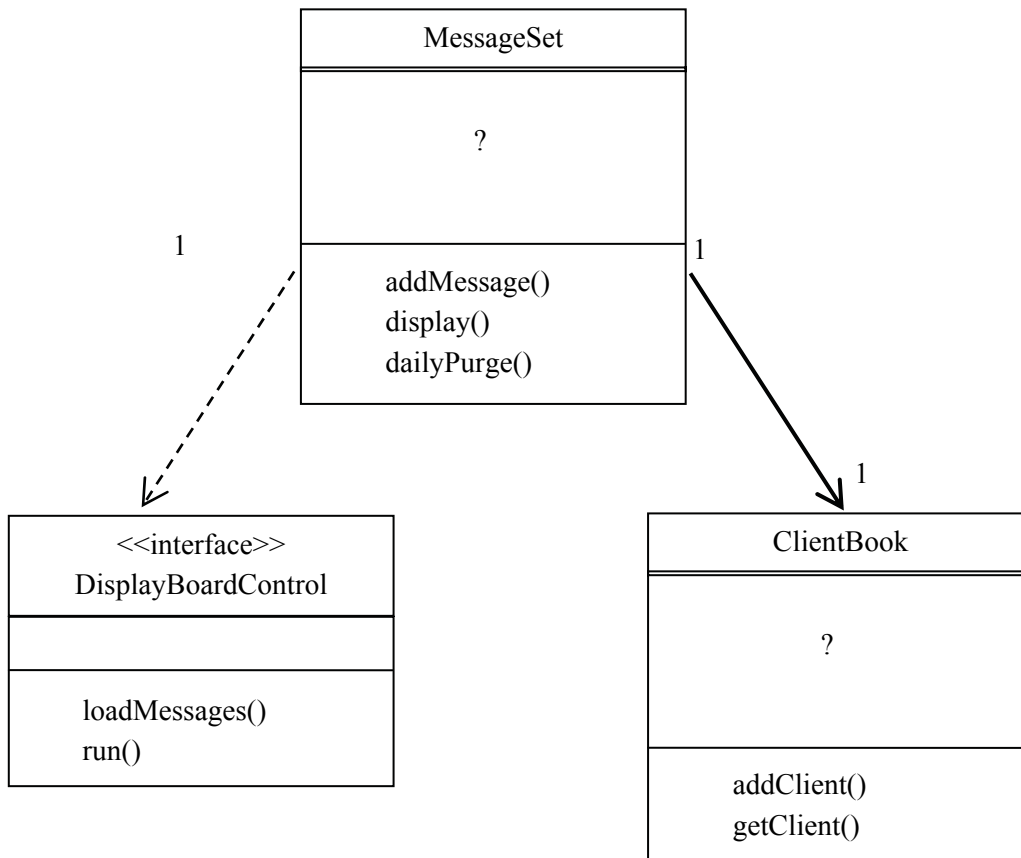 MessageSet
?
1
1
addMessage()
display()
dailyPurge()
1
<<interface>>
DisplayBoardControl
loadMessages()
run()
ClientBook
?
addClient()
getClient()